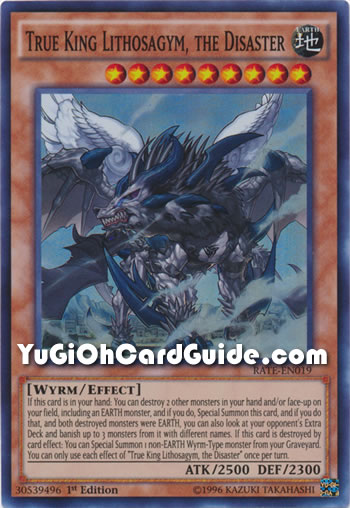 TRUE KING LITHOSAGYM, THE DISASTER
EARTH
地
YuGiOhCardGuide.com
RATE-EN019
[WYRM/EFFECT]
If this card is in your hand: You can destroy 2 other monsters in your hand and/or face-up on
your field, including an EARTH monster, and if you do, Special Summon this card, and if you do
that, and both destroyed monsters were EARTH, you can also look at your opponent's Extra
Deck and banish up to 3 monsters from it with different names. If this card is destroyed by
card effect: You can Special Summon 1 non-EARTH Wyrm-Type monster from your Graveyard.
You can only use each effect of "True King Lithosagym, the Disaster" once per turn.
ATK/2500 DEF/2300
30539496 1st Edition ©1996 KAZUKI TAKAHASHI